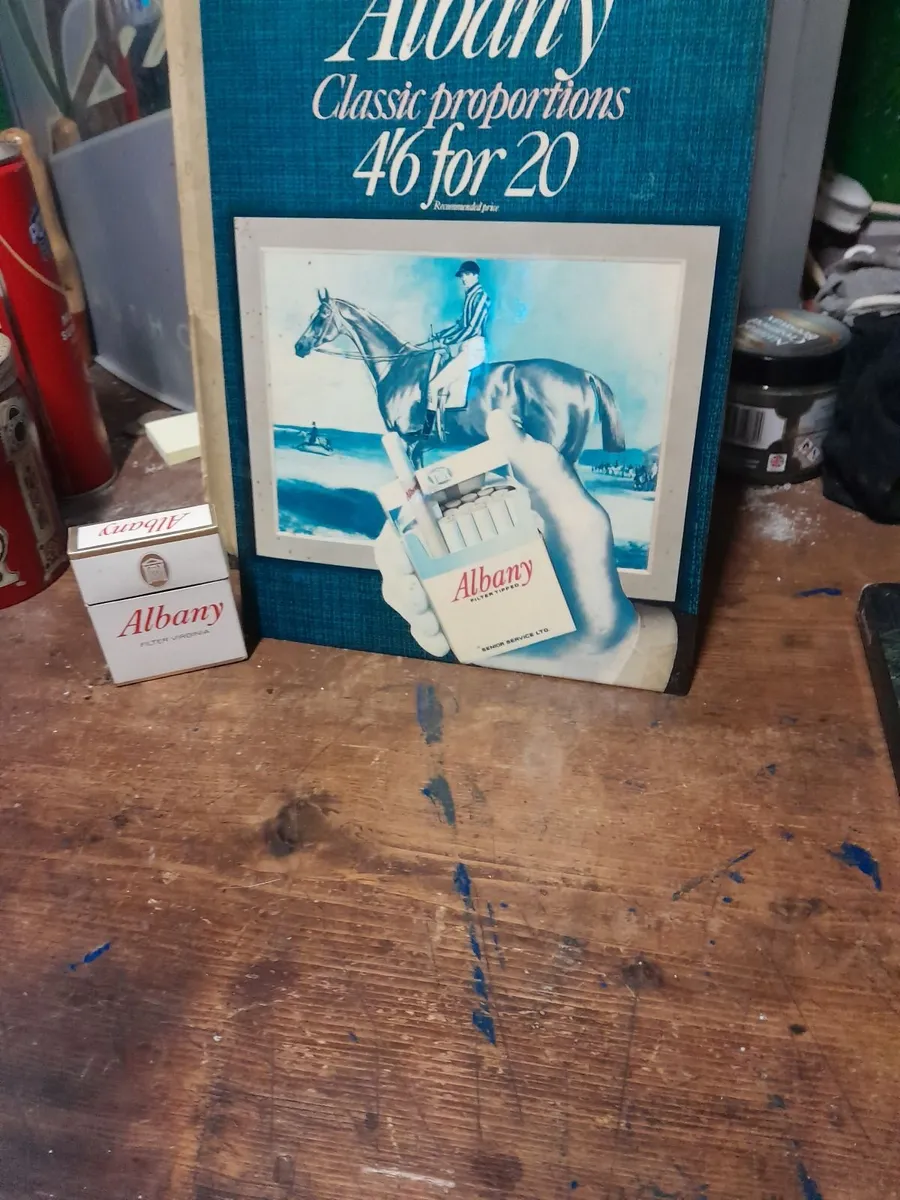 Albany
Classic proportions
4'6 for 20
Recommended price
Albany
FILTER TIPPED
SENIOR SERVICE LTD.
Albany
Albany
FILTER VIRGINIA